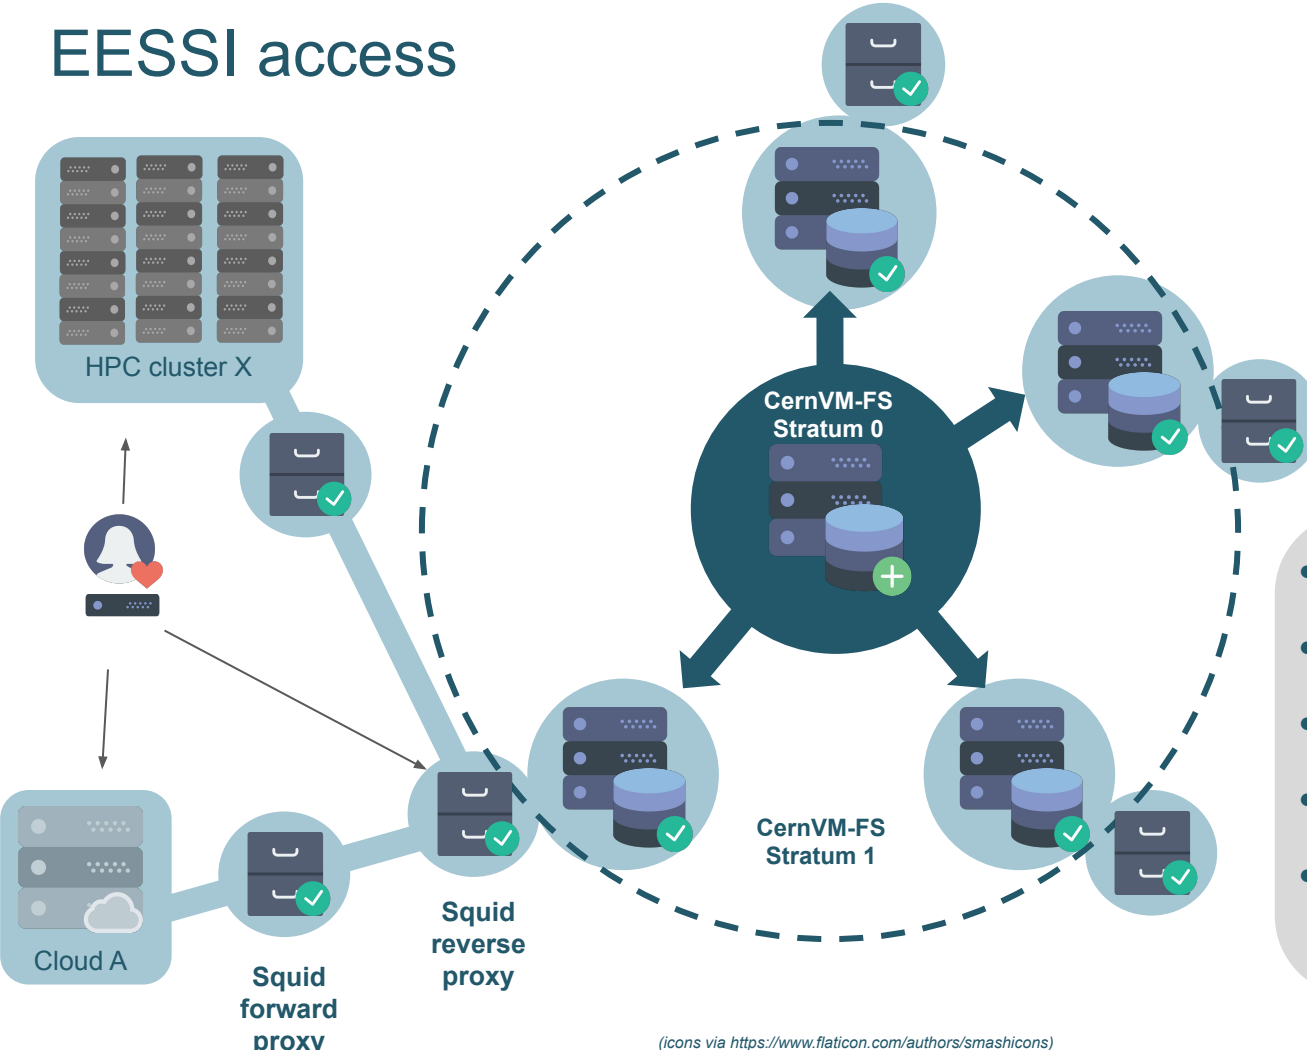 EESSI access
HPC cluster X
CernVM-FS
Stratum 0
CernVM-FS
Stratum 1
Squid
reverse
proxy
Cloud A
Squid
forward
proxy
(icons via https://www.flaticon.com/authors/smashicons)